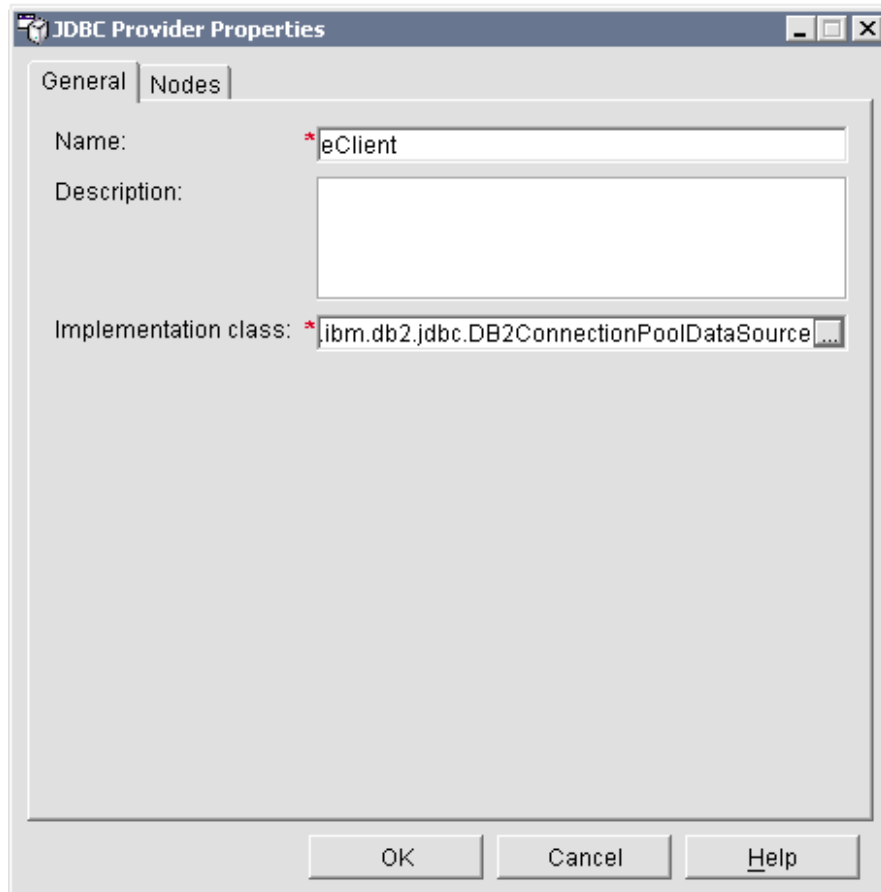 JDBC Provider Properties
General Nodes
Name: *eClient
Description:
Implementation class: *.ibm.db2.jdbc.DB2ConnectionPoolDataSource ...
OK Cancel Help